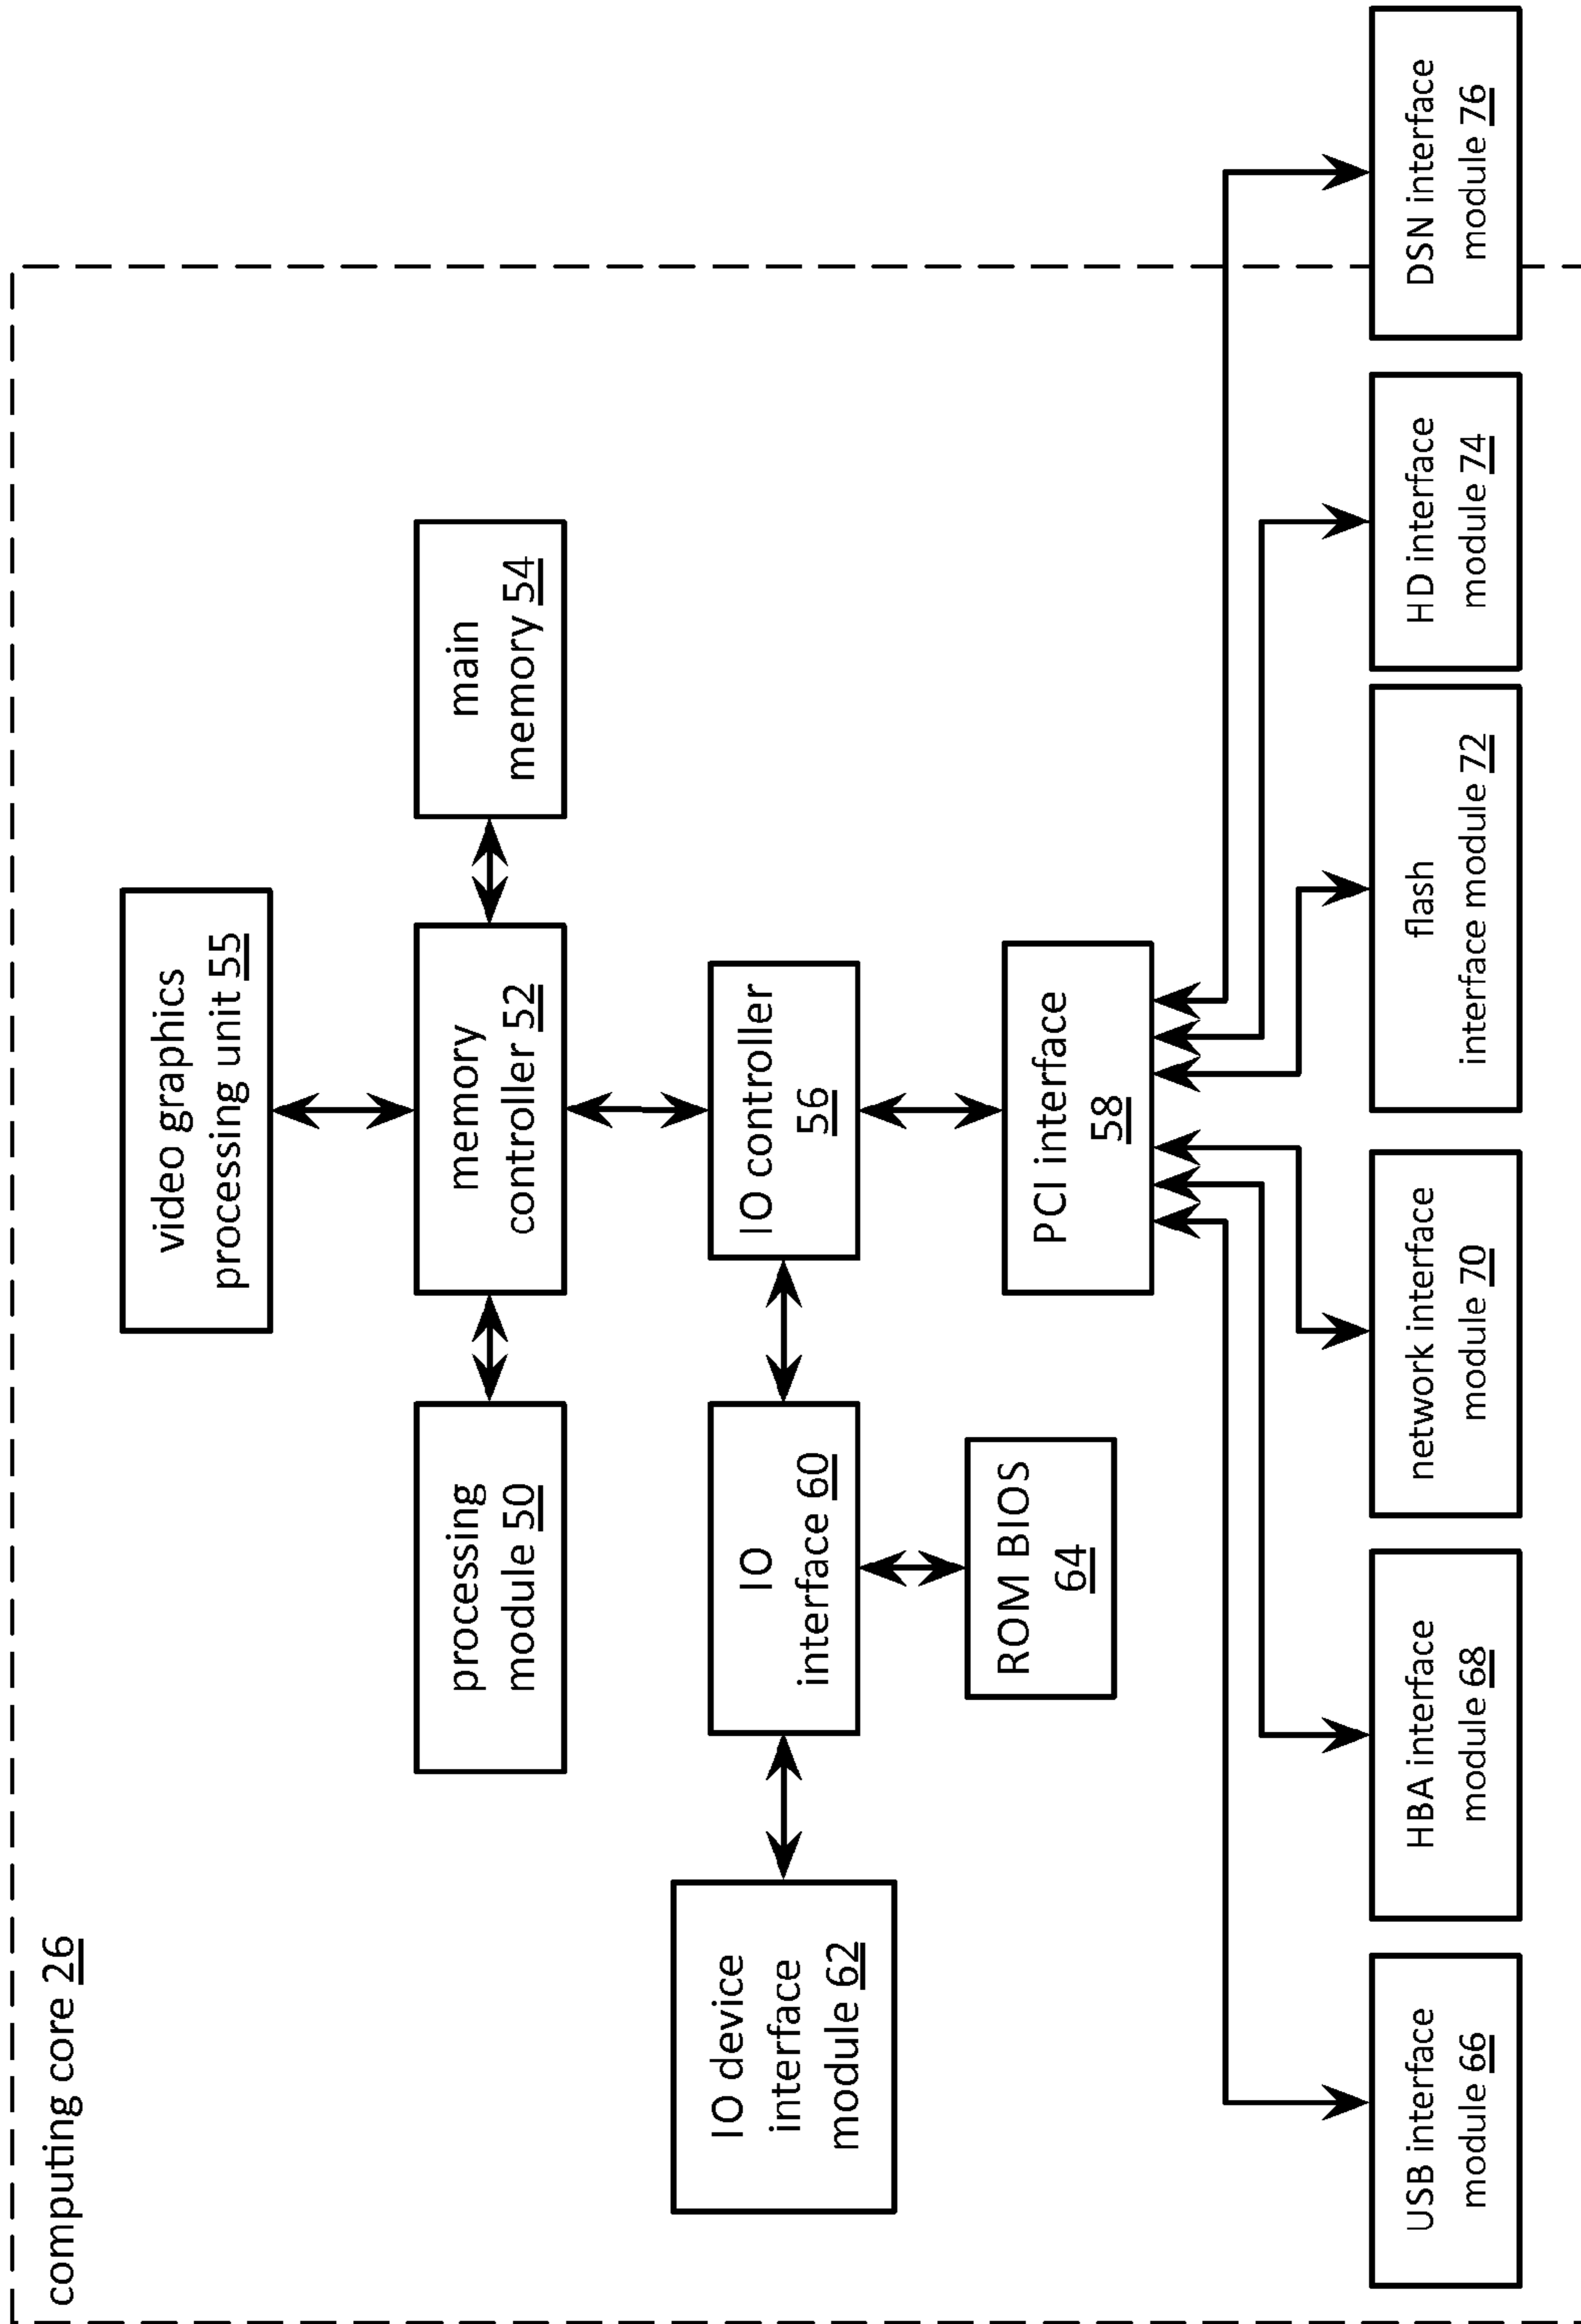 computing core 26
video graphics
processing unit 55
processing
module 50
memory
controller 52
main
memory 54
IO device
interface
module 62
IO
interface 60
IO controller
56
ROM BIOS
64
PCI interface
58
USB interface
module 66
HBA interface
module 68
network interface
module 70
flash
interface module 72
HD interface
module 74
DSN interface
module 76